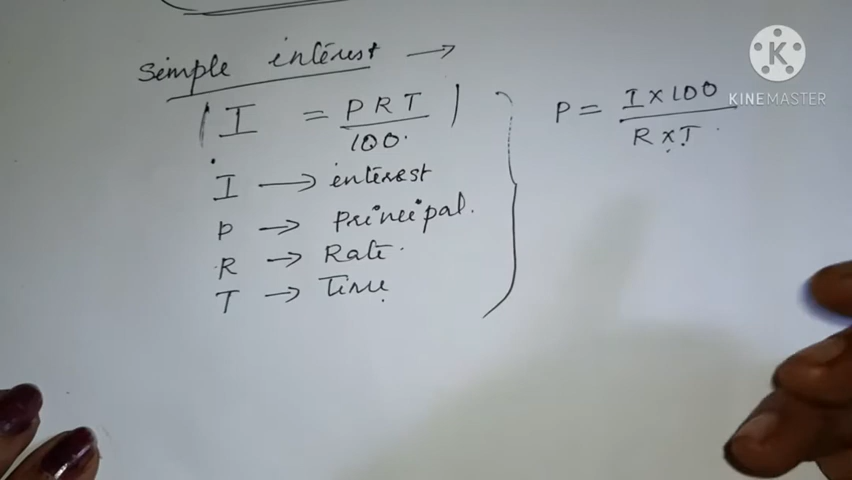 simple interest →
I = PRT/100
I → interest
P → Principal.
R → Rate
T → Time
P = I×100/R×T
K
KINEMASTER